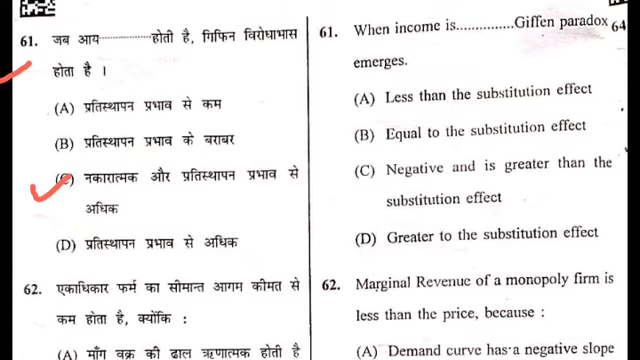 61. जब आय...............होती है, गिफिन विरोधाभास
होता है ।
(A) प्रतिस्थापन प्रभाव से कम
(B) प्रतिस्थापन प्रभाव के बराबर
(C) नकारात्मक और प्रतिस्थापन प्रभाव से
अधिक
(D) प्रतिस्थापन प्रभाव से अधिक
62. एकाधिकार फर्म का सीमान्त आगम कीमत से
कम होता है, क्योंकि :
(A) माँग वक्र की ढाल ऋणात्मक होती है
61. When income is...............Giffen paradox
emerges.
(A) Less than the substitution effect
(B) Equal to the substitution effect
(C) Negative and is greater than the
substitution effect
(D) Greater to the substitution effect
62. Marginal Revenue of a monopoly firm is
less than the price, because :
(A) Demand curve has a negative slope
64